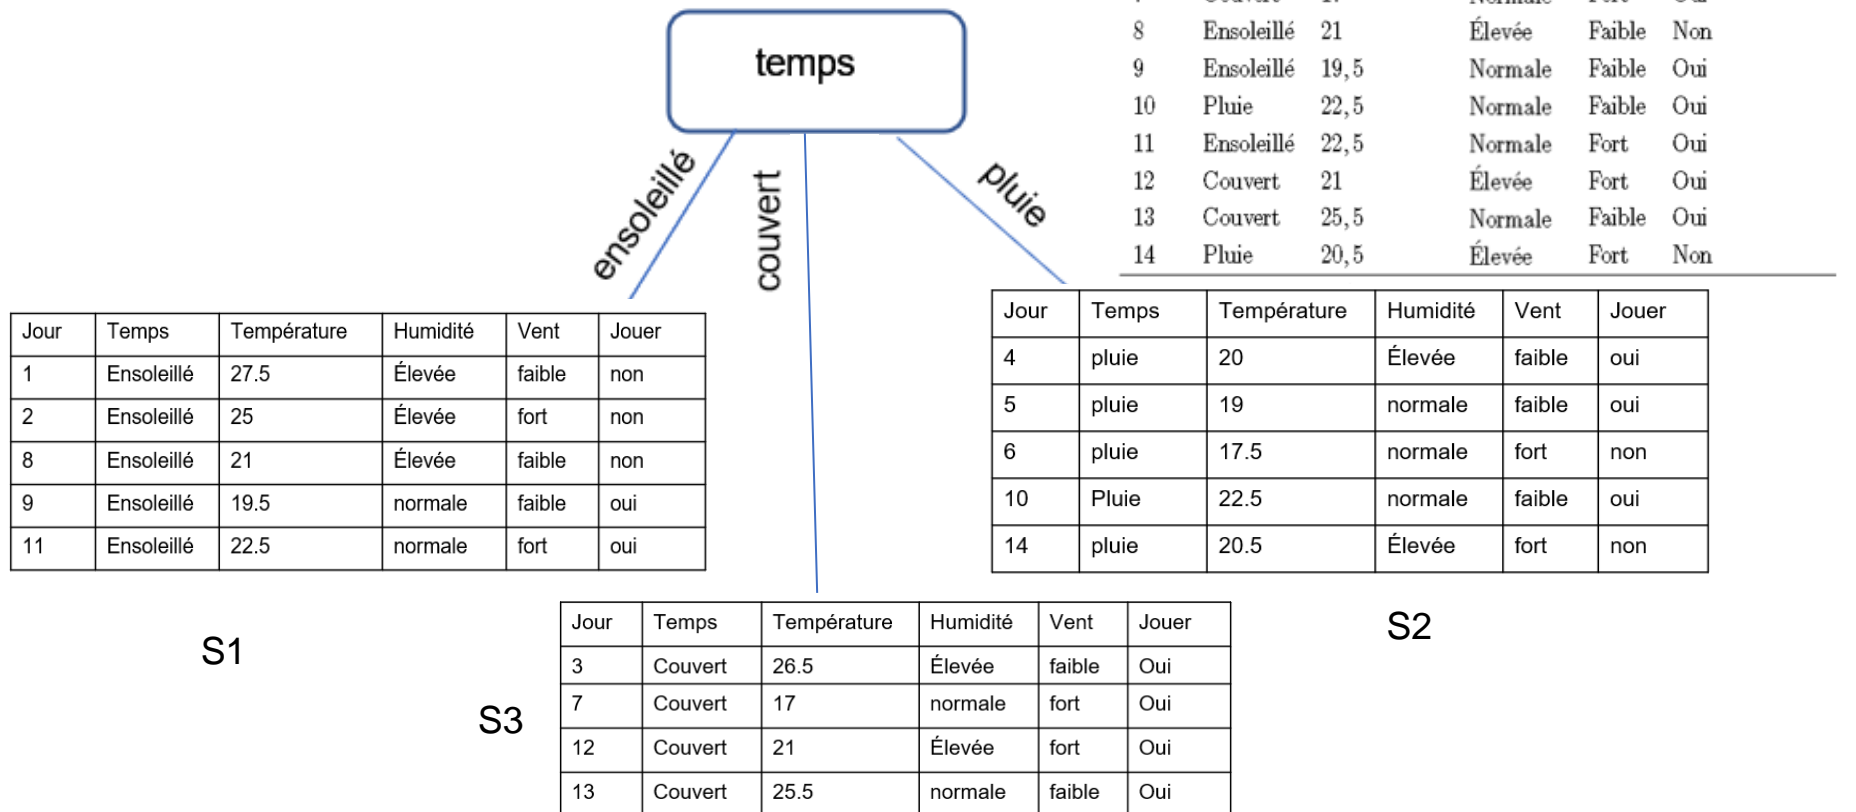 temps
8 Ensoleillé 21 Élevée Faible Non
9 Ensoleillé 19,5 Normale Faible Oui
10 Pluie 22,5 Normale Faible Oui
11 Ensoleillé 22,5 Normale Fort Oui
12 Couvert 21 Élevée Fort Oui
13 Couvert 25,5 Normale Faible Oui
14 Pluie 20,5 Élevée Fort Non
ensoleillé
couvert
pluie
Jour Temps Température Humidité Vent Jouer
1 Ensoleillé 27.5 Élevée faible non
2 Ensoleillé 25 Élevée fort non
8 Ensoleillé 21 Élevée faible non
9 Ensoleillé 19.5 normale faible oui
11 Ensoleillé 22.5 normale fort oui
S1
Jour Temps Température Humidité Vent Jouer
4 pluie 20 Élevée faible oui
5 pluie 19 normale faible oui
6 pluie 17.5 normale fort non
10 Pluie 22.5 normale faible oui
14 pluie 20.5 Élevée fort non
S2
S3
Jour Temps Température Humidité Vent Jouer
3 Couvert 26.5 Élevée faible Oui
7 Couvert 17 normale fort Oui
12 Couvert 21 Élevée fort Oui
13 Couvert 25.5 normale faible Oui